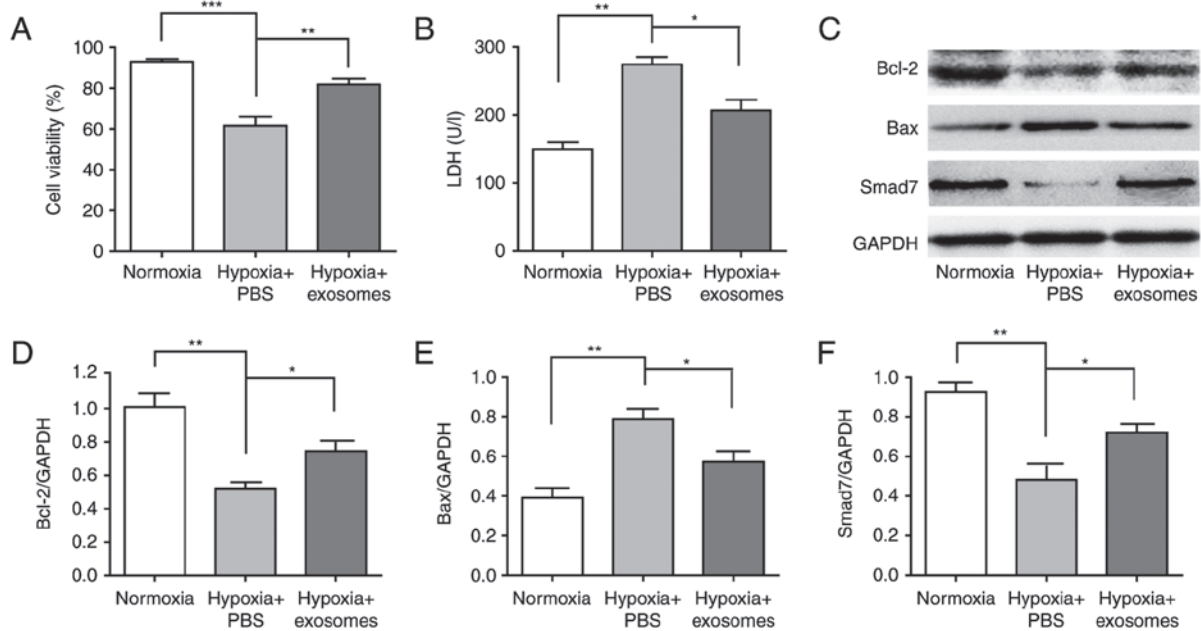 A
Cell viability (%)
100
80
60
40
20
0
***
**
Normoxia
Hypoxia+
PBS
Hypoxia+
exosomes
B
LDH (U/l)
300
200
100
0
**
*
Normoxia
Hypoxia+
PBS
Hypoxia+
exosomes
C
Bcl-2
Bax
Smad7
GAPDH
Normoxia
Hypoxia+
PBS
Hypoxia+
exosomes
D
Bcl-2/GAPDH
1.2
1.0
0.8
0.6
0.4
0.2
0.0
**
*
Normoxia
Hypoxia+
PBS
Hypoxia+
exosomes
E
Bax/GAPDH
1.0
0.8
0.6
0.4
0.2
0.0
**
*
Normoxia
Hypoxia+
PBS
Hypoxia+
exosomes
F
Smad7/GAPDH
1.0
0.8
0.6
0.4
0.2
0.0
**
*
Normoxia
Hypoxia+
PBS
Hypoxia+
exosomes